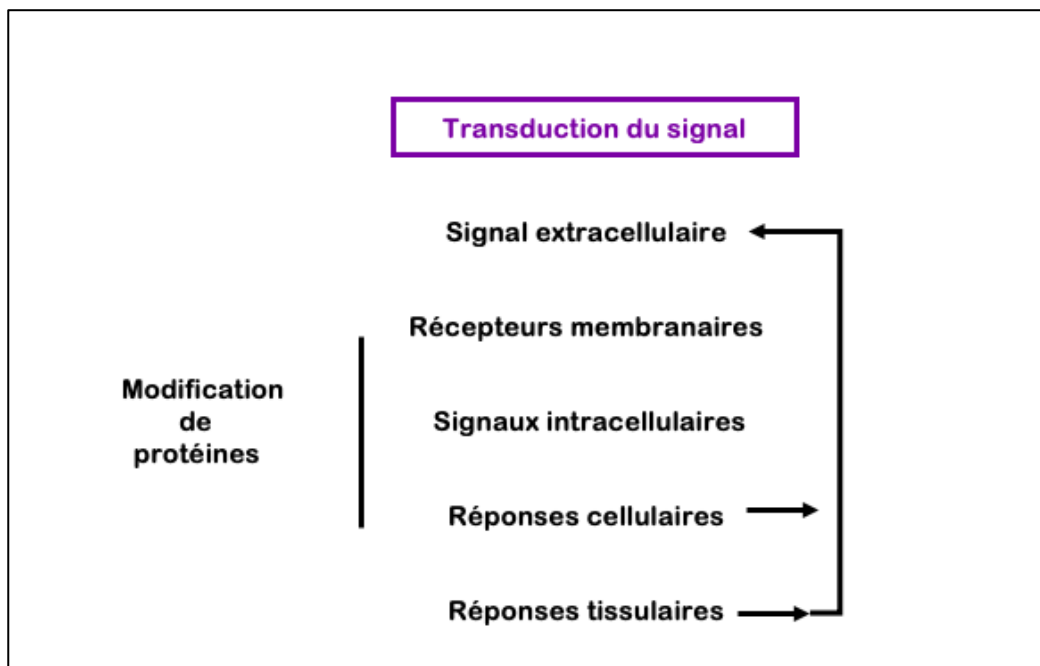 Transduction du signal
Signal extracellulaire
Récepteurs membranaires
Modification
de
protéines
Signaux intracellulaires
Réponses cellulaires
Réponses tissulaires